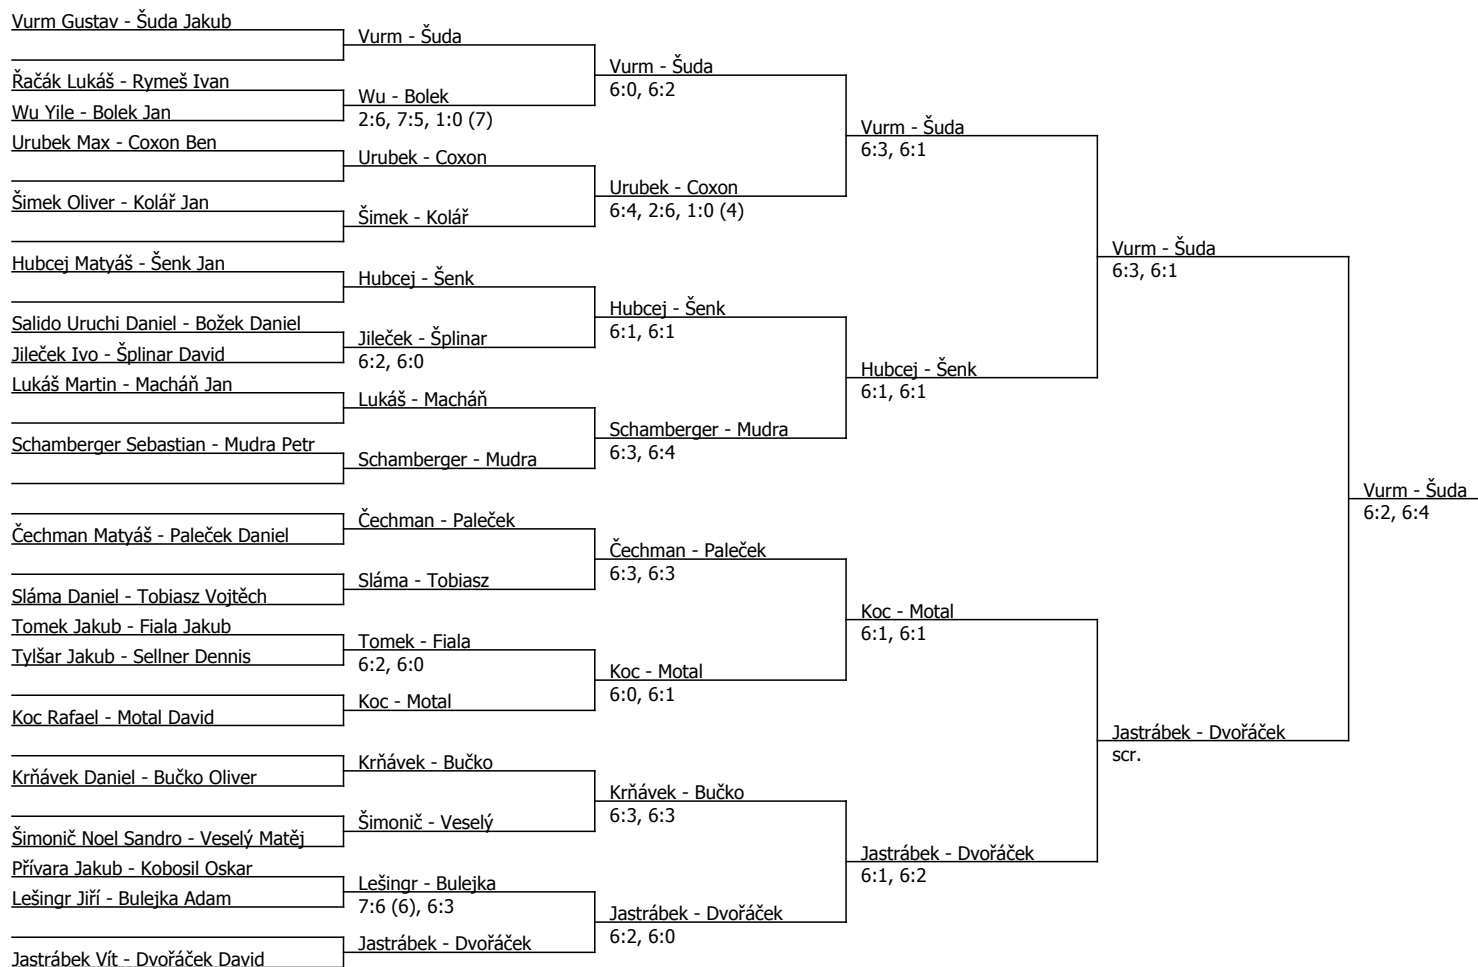 Vurm Gustav - Šuda Jakub
Řačák Lukáš - Rymeš Ivan
Wu Yile - Bolek Jan
Urubek Max - Coxon Ben
Šimek Oliver - Kolář Jan
Hubcej Matyáš - Šenk Jan
Salido Uruchi Daniel - Božek Daniel
Jileček Ivo - Šplinar David
Lukáš Martin - Macháň Jan
Schamberger Sebastian - Mudra Petr
Čechman Matyáš - Paleček Daniel
Sláma Daniel - Tobiasz Vojtěch
Tomek Jakub - Fiala Jakub
Tylšar Jakub - Sellner Dennis
Koc Rafael - Motal David
Krňávek Daniel - Bučko Oliver
Šimonič Noel Sandro - Veselý Matěj
Přívara Jakub - Kobosil Oskar
Lešingr Jiří - Bulejka Adam
Jastrábek Vít - Dvořáček David
Vurm - Šuda
Wu - Bolek
2:6, 7:5, 1:0 (7)
Urubek - Coxon
Šimek - Kolář
Hubcej - Šenk
Jileček - Šplinar
6:2, 6:0
Lukáš - Macháň
Schamberger - Mudra
Čechman - Paleček
Sláma - Tobiasz
Tomek - Fiala
6:2, 6:0
Koc - Motal
Krňávek - Bučko
Šimonič - Veselý
Lešingr - Bulejka
7:6 (6), 6:3
Jastrábek - Dvořáček
Vurm - Šuda
6:0, 6:2
Urubek - Coxon
6:4, 2:6, 1:0 (4)
Hubcej - Šenk
6:1, 6:1
Schamberger - Mudra
6:3, 6:4
Čechman - Paleček
6:3, 6:3
Koc - Motal
6:0, 6:1
Krňávek - Bučko
6:3, 6:3
Jastrábek - Dvořáček
6:2, 6:0
Vurm - Šuda
6:3, 6:1
Hubcej - Šenk
6:1, 6:1
Koc - Motal
6:1, 6:1
Jastrábek - Dvořáček
6:1, 6:2
Vurm - Šuda
6:3, 6:1
Jastrábek - Dvořáček
scr.
Vurm - Šuda
6:2, 6:4